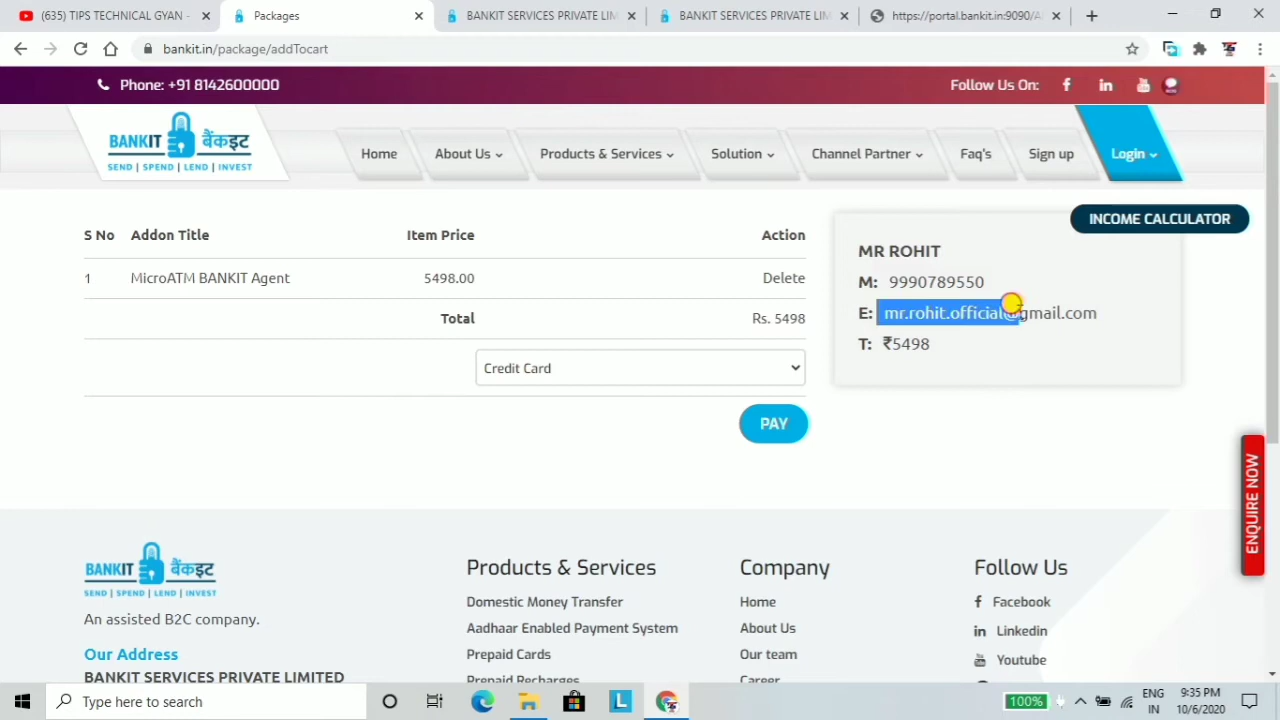 (635) TIPS TECHNICAL GYAN -
Packages
BANKIT SERVICES PRIVATE LIM
BANKIT SERVICES PRIVATE LIM
https://portal.bankit.in:9090/A
bankit.in/package/addTocart
Phone: +91 8142600000
Follow Us On:
BANKIT बैंकइट
SEND | SPEND | LEND | INVEST
Home
About Us
Products & Services
Solution
Channel Partner
Faq's
Sign up
Login
INCOME CALCULATOR
S No Addon Title Item Price Action
1 MicroATM BANKIT Agent 5498.00 Delete
Total Rs. 5498
Credit Card
PAY
MR ROHIT
M: 9990789550
E: mr.rohit.official@gmail.com
T: ₹5498
ENQUIRE NOW
BANKIT बैंकइट
SEND | SPEND | LEND | INVEST
An assisted B2C company.
Our Address
BANKIT SERVICES PRIVATE LIMITED
Products & Services
Domestic Money Transfer
Aadhaar Enabled Payment System
Prepaid Cards
Prepaid Recharges
Company
Home
About Us
Our team
Career
Follow Us
Facebook
Linkedin
Youtube
Type here to search
100%
ENG
IN
9:35 PM
10/6/2020